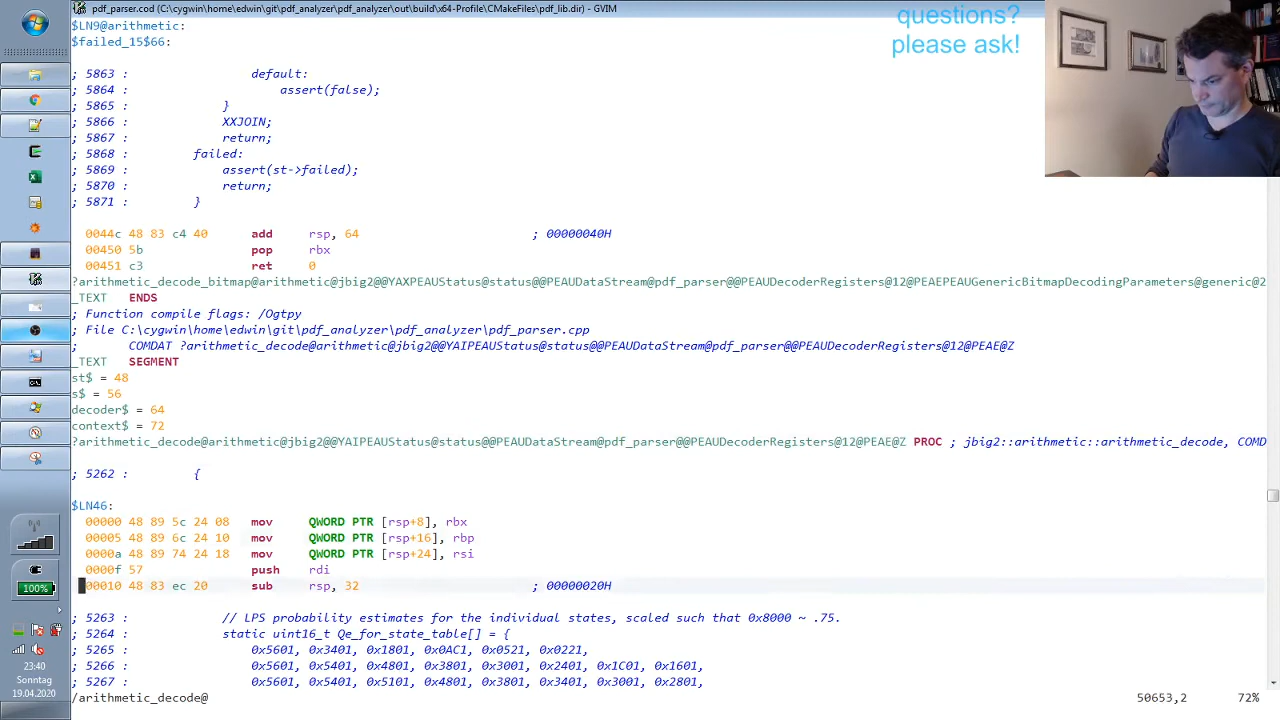 pdf_parser.cod (C:\cygwin\home\edwin\git\pdf_analyzer\pdf_analyzer\out\build\x64-Profile\CMakeFiles\pdf_lib.dir) - GVIM
questions?
please ask!
$LN9@arithmetic:
$failed_15$66:
; 5863 : default:
; 5864 : assert(false);
; 5865 : }
; 5866 : XXJOIN;
; 5867 : return;
; 5868 : failed:
; 5869 : assert(st->failed);
; 5870 : return;
; 5871 : }
0044c 48 83 c4 40 add rsp, 64 ; 00000040H
00450 5b pop rbx
00451 c3 ret 0
?arithmetic_decode_bitmap@arithmetic@jbig2@@YAXPEAUStatus@status@@PEAUDataStream@pdf_parser@@PEAUDecoderRegisters@12@PEAEPEAUGenericBitmapDecodingParameters@generic@2
_TEXT ENDS
; Function compile flags: /Ogtpy
; File C:\cygwin\home\edwin\git\pdf_analyzer\pdf_analyzer\pdf_parser.cpp
; COMDAT ?arithmetic_decode@arithmetic@jbig2@@YAIPEAUStatus@status@@PEAUDataStream@pdf_parser@@PEAUDecoderRegisters@12@PEAE@Z
_TEXT SEGMENT
st$ = 48
s$ = 56
decoder$ = 64
context$ = 72
?arithmetic_decode@arithmetic@jbig2@@YAIPEAUStatus@status@@PEAUDataStream@pdf_parser@@PEAUDecoderRegisters@12@PEAE@Z PROC ; jbig2::arithmetic::arithmetic_decode, COMD
; 5262 : {
$LN46:
00000 48 89 5c 24 08 mov QWORD PTR [rsp+8], rbx
00005 48 89 6c 24 10 mov QWORD PTR [rsp+16], rbp
0000a 48 89 74 24 18 mov QWORD PTR [rsp+24], rsi
0000f 57 push rdi
00010 48 83 ec 20 sub rsp, 32 ; 00000020H
; 5263 : // LPS probability estimates for the individual states, scaled such that 0x8000 ~ .75.
; 5264 : static uint16_t Qe_for_state_table[] = {
; 5265 : 0x5601, 0x3401, 0x1801, 0x0AC1, 0x0521, 0x0221,
; 5266 : 0x5601, 0x5401, 0x4801, 0x3801, 0x3001, 0x2401, 0x1C01, 0x1601,
; 5267 : 0x5601, 0x5401, 0x5101, 0x4801, 0x3801, 0x3401, 0x3001, 0x2801,
/arithmetic_decode@ 50653,2 72%
100%
23:40
Sonntag
19.04.2020